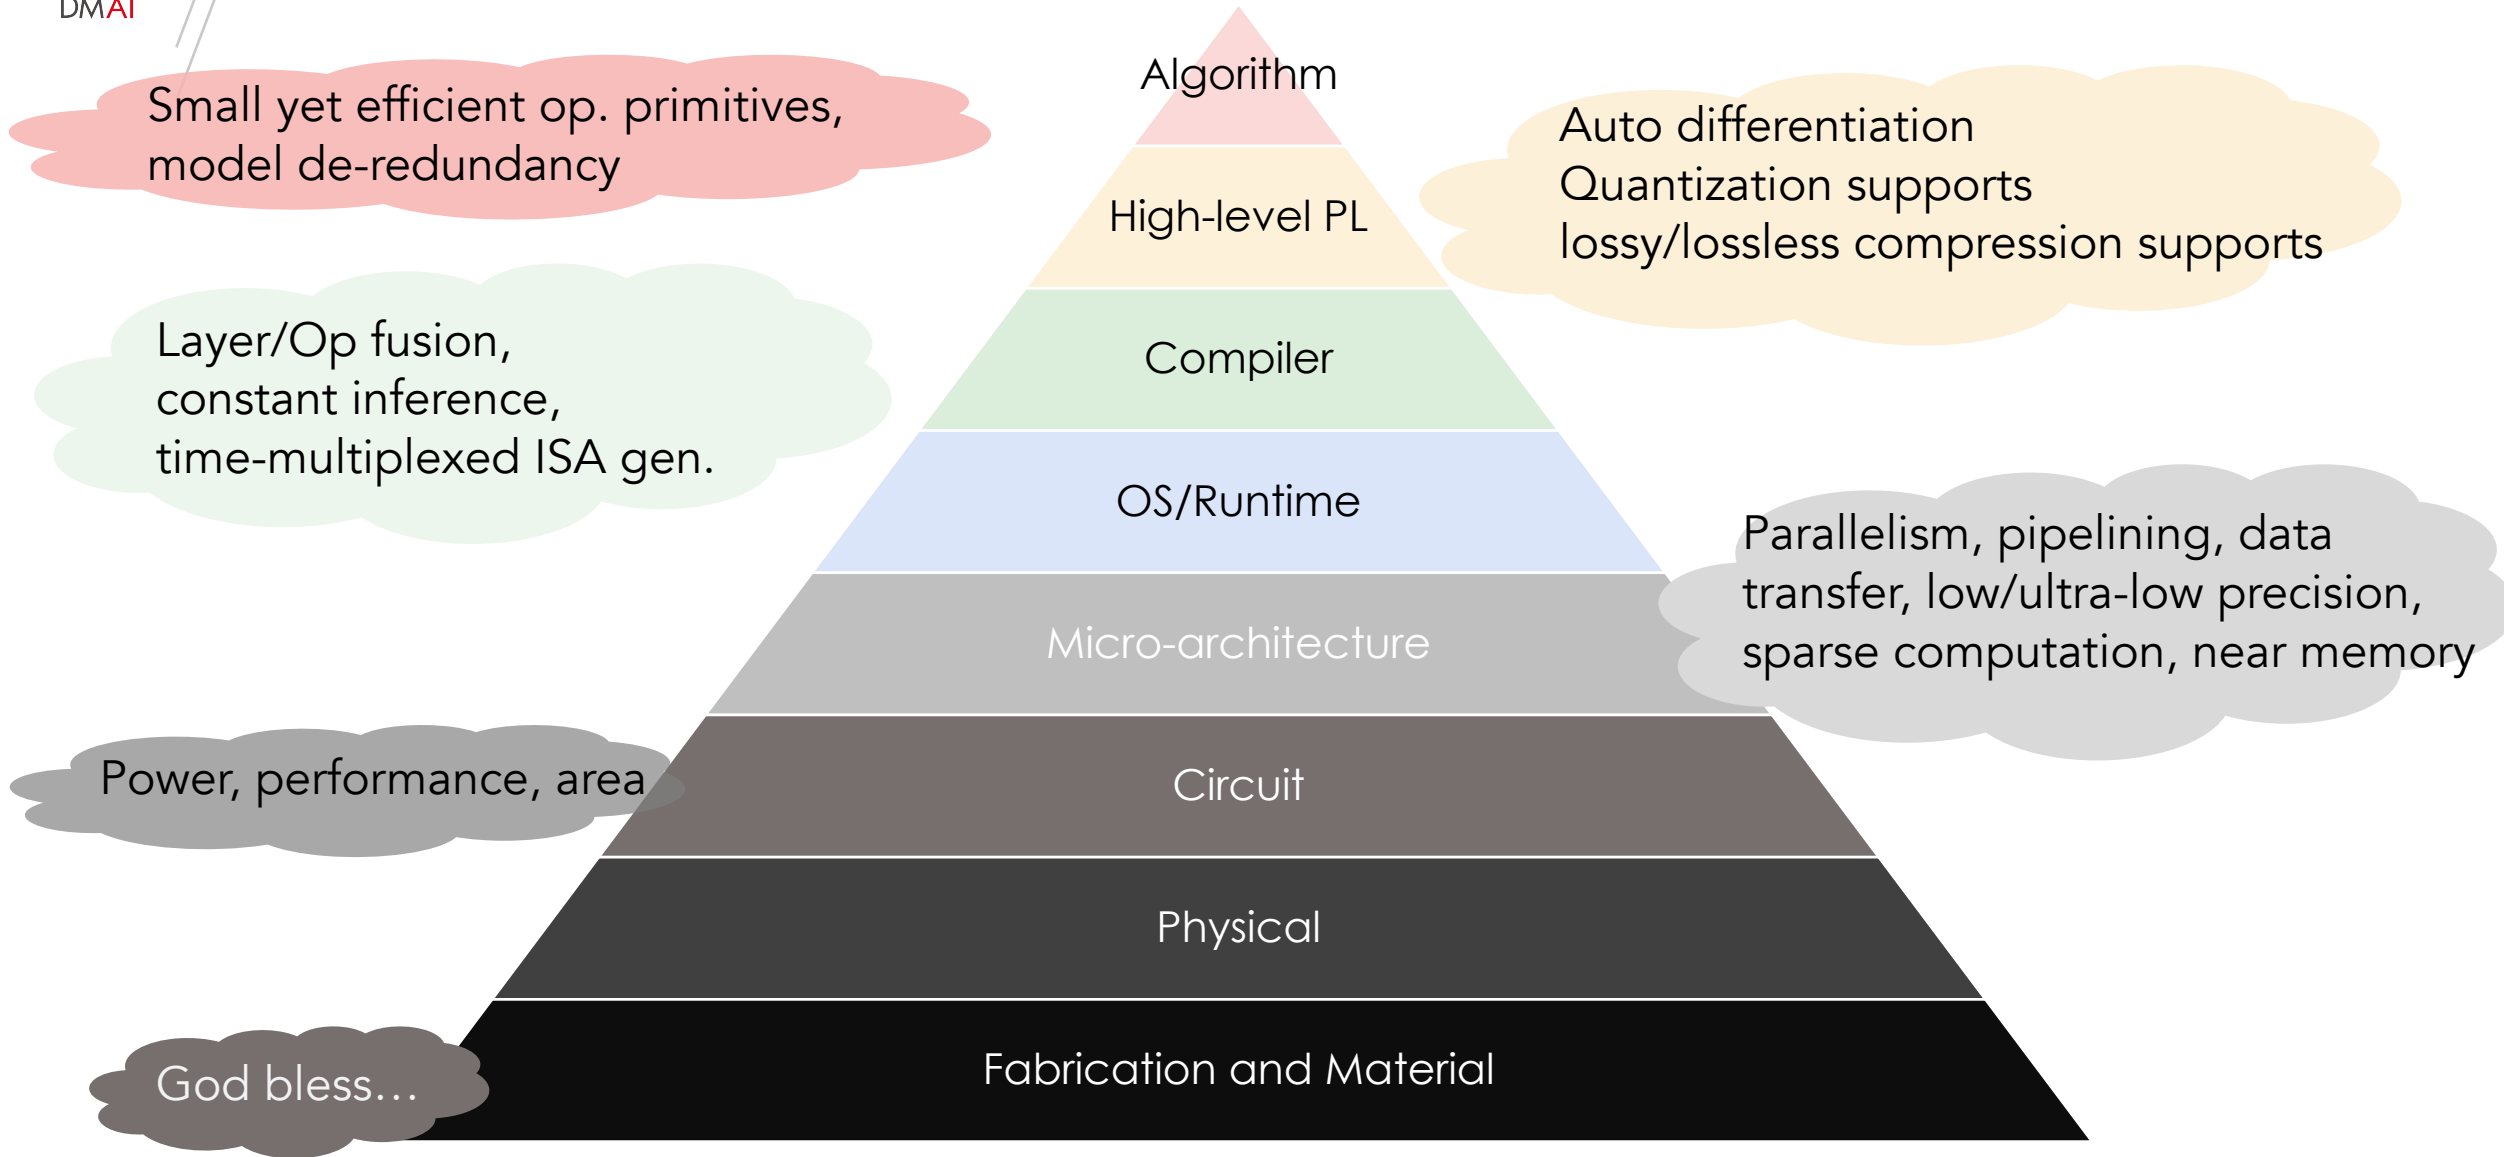 DMAI
Algorithm
Small yet efficient op. primitives,
model de-redundancy
Auto differentiation
Quantization supports
lossy/lossless compression supports
High-level PL
Layer/Op fusion,
constant inference,
time-multiplexed ISA gen.
Compiler
OS/Runtime
Parallelism, pipelining, data
transfer, low/ultra-low precision,
sparse computation, near memory
Micro-architecture
Power, performance, area
Circuit
Physical
Fabrication and Material
God bless...